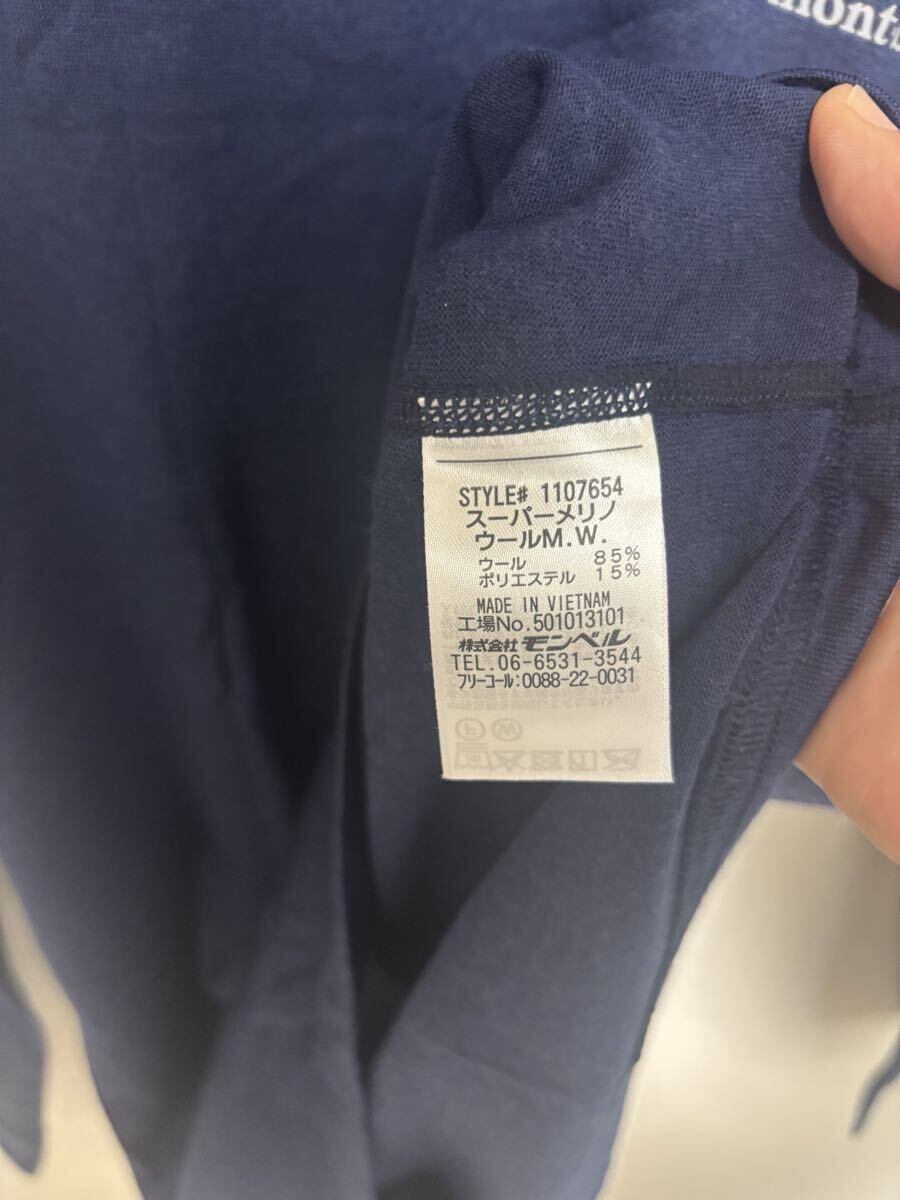 mont
STYLE# 1107654
スーパーメリノ
ウールM.W.
ウール 85%
ポリエステル 15%
MADE IN VIETNAM
工場No.501013101
株式会社 モンベル
TEL.06-6531-3544
フリーコール:0088-22-0031